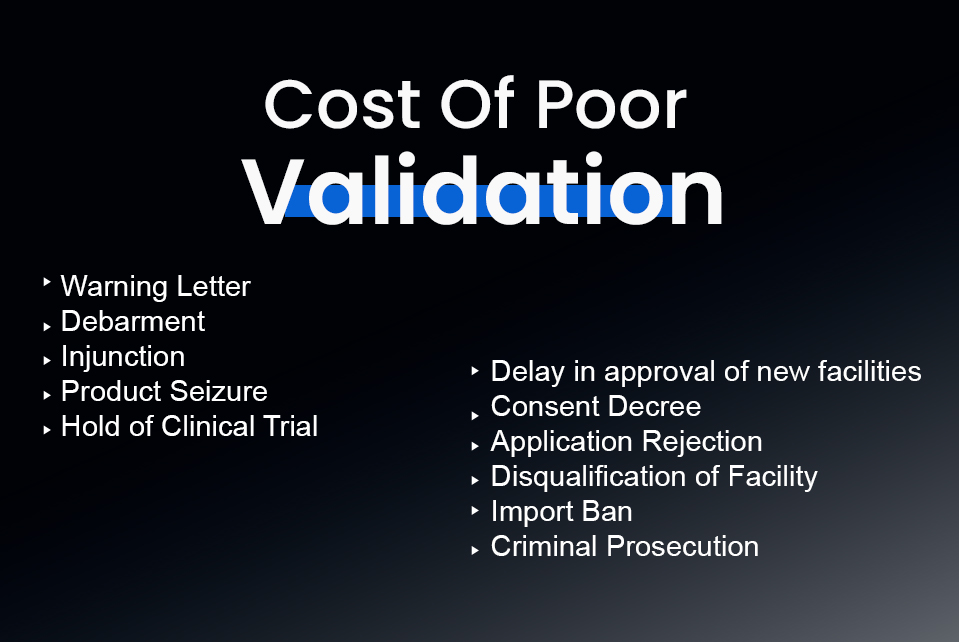 Cost Of Poor
Validation
‣ Warning Letter
‣ Debarment
‣ Injunction
‣ Product Seizure
‣ Hold of Clinical Trial
‣ Delay in approval of new facilities
‣ Consent Decree
‣ Application Rejection
‣ Disqualification of Facility
‣ Import Ban
‣ Criminal Prosecution